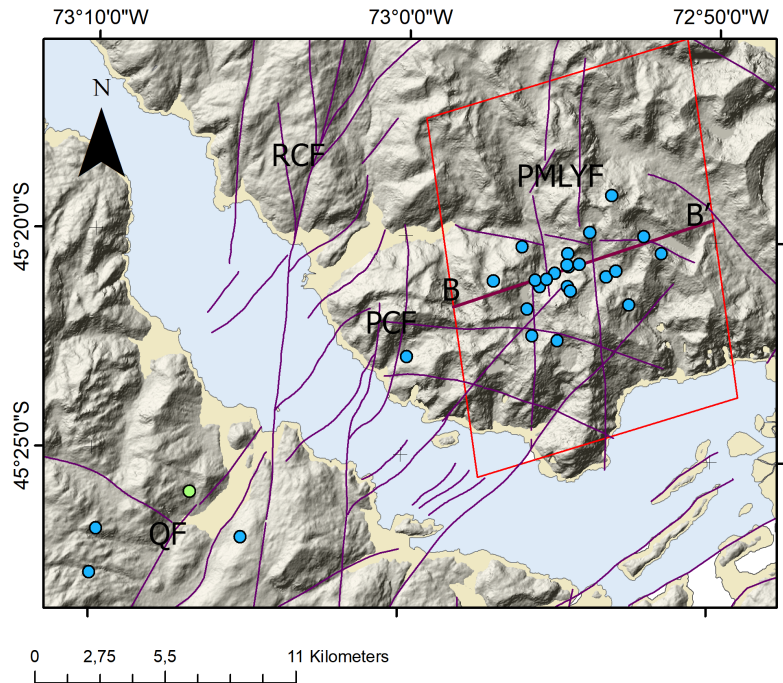 73°10'0"W 73°0'0"W 72°50'0"W
N
RCF
PMLYF
45°20'0"S
B'
B
PCF
45°25'0"S
QF
0 2,75 5,5 11 Kilometers